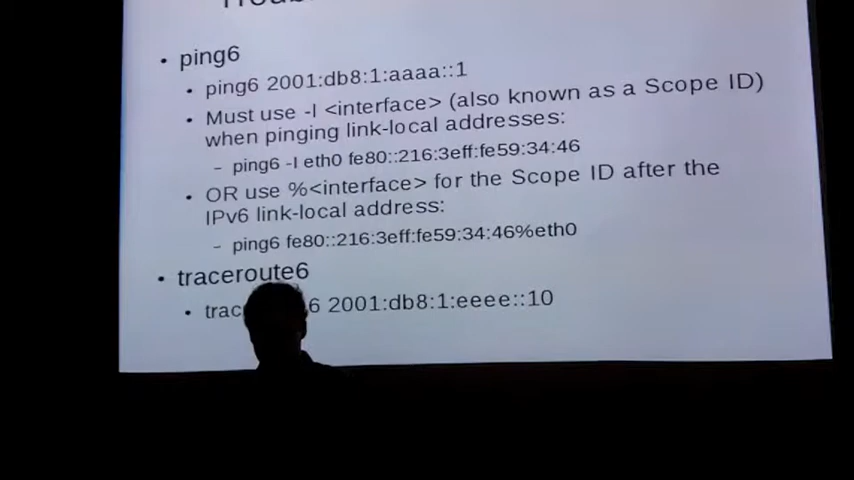 • ping6
• ping6 2001:db8:1:aaaa::1
• Must use -I <interface> (also known as a Scope ID)
when pinging link-local addresses:
– ping6 -I eth0 fe80::216:3eff:fe59:34:46
• OR use %<interface> for the Scope ID after the
IPv6 link-local address:
– ping6 fe80::216:3eff:fe59:34:46%eth0
• traceroute6
• 2001:db8:1:eeee::10